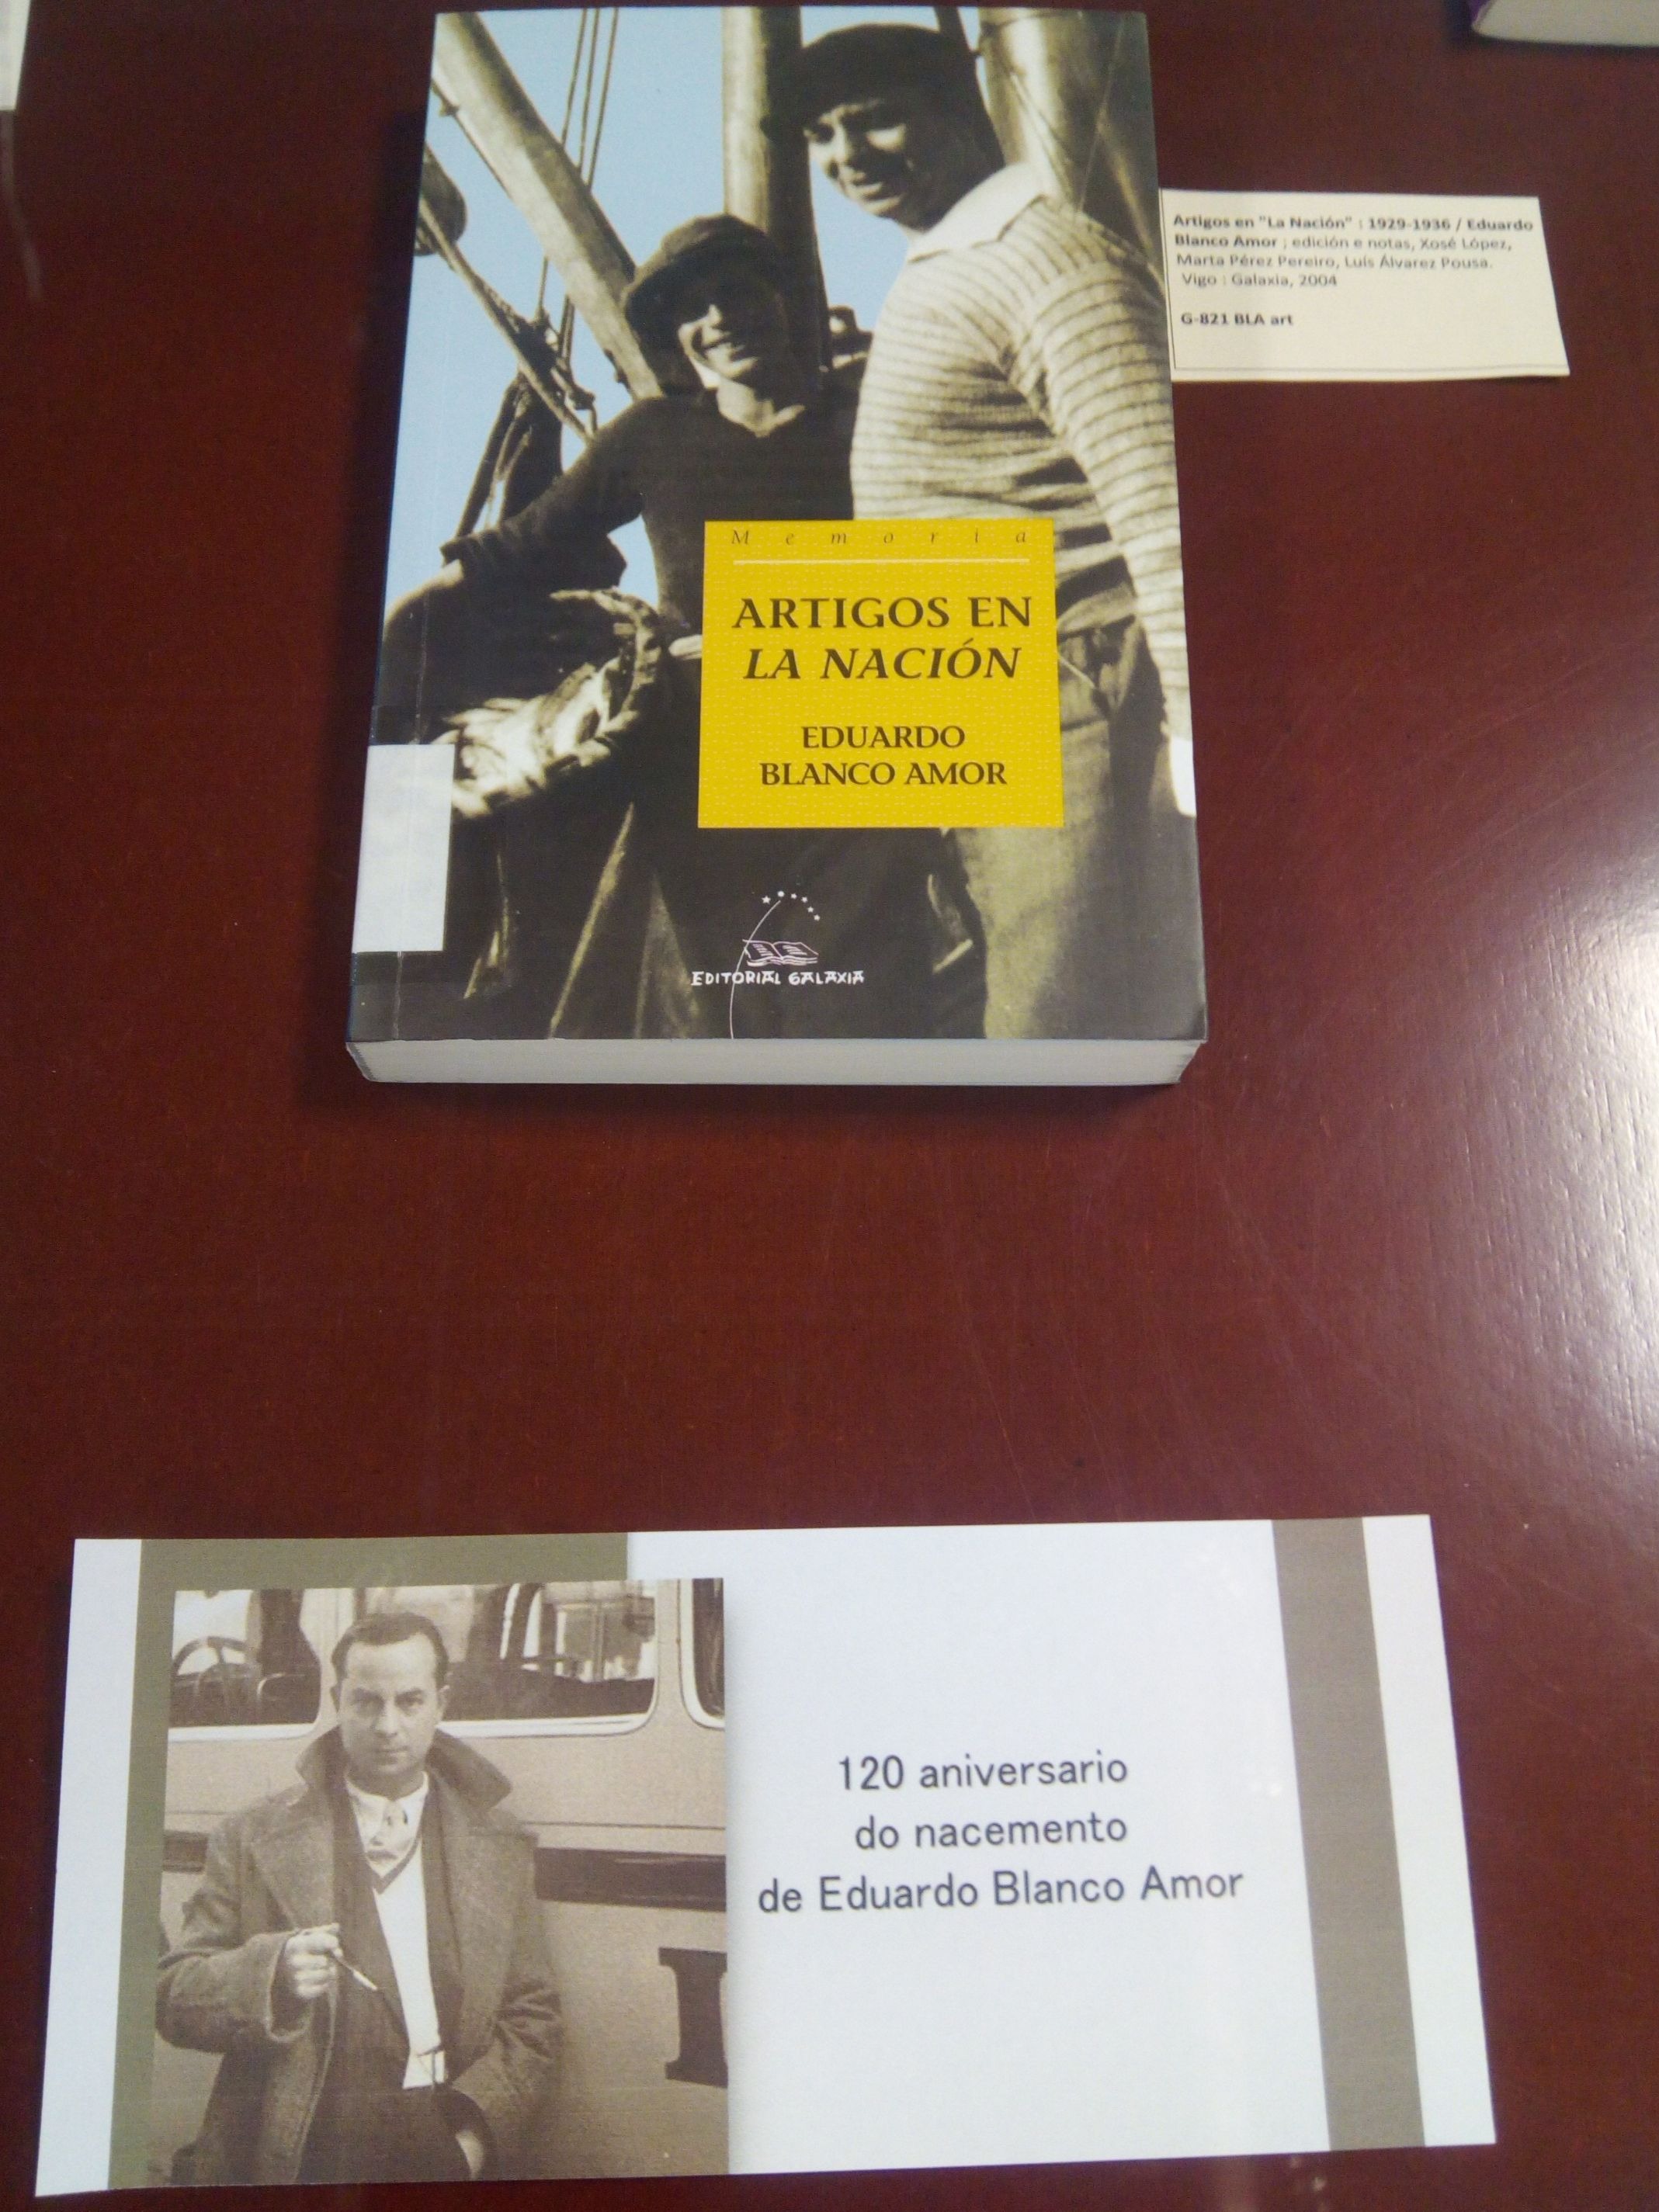 Memoria
ARTIGOS EN
LA NACIÓN
EDUARDO
BLANCO AMOR
EDITORIAL GALAXIA
Artigos en "La Nación" : 1929-1936 / Eduardo
Blanco Amor ; edición e notas, Xosé López,
Marta Pérez Pereiro, Luís Álvarez Pousa.
Vigo : Galaxia, 2004
G-821 BLA art
120 aniversario
do nacemento
de Eduardo Blanco Amor